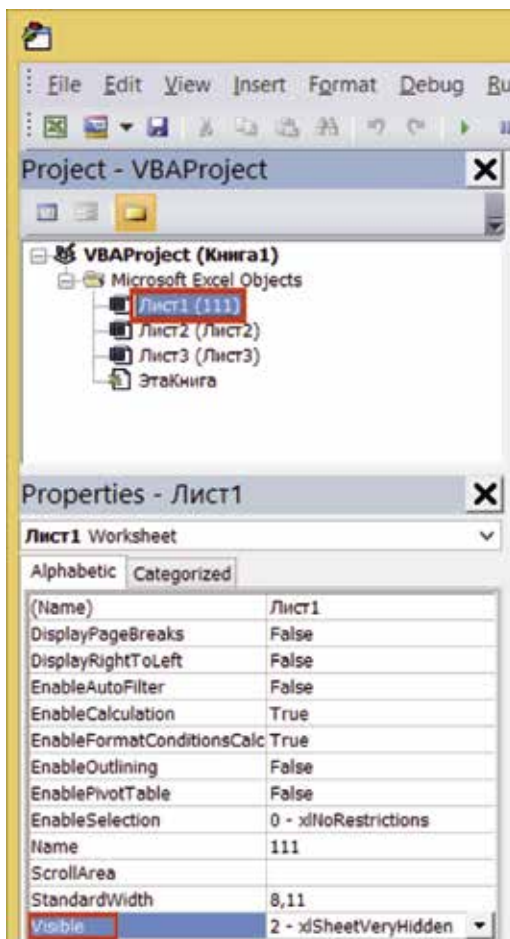 File Edit View Insert Format Debug Ru
Project - VBAProject
VBAProject (Книга1)
Microsoft Excel Objects
Лист1 (111)
Лист2 (Лист2)
Лист3 (Лист3)
ЭтаКнига
Properties - Лист1
Лист1 Worksheet
Alphabetic Categorized
(Name) Лист1
DisplayPageBreaks False
DisplayRightToLeft False
EnableAutoFilter False
EnableCalculation True
EnableFormatConditionsCalc True
EnableOutlining False
EnablePivotTable False
EnableSelection 0 - xlNoRestrictions
Name 111
ScrollArea
StandardWidth 8,11
Visible 2 - xlSheetVeryHidden